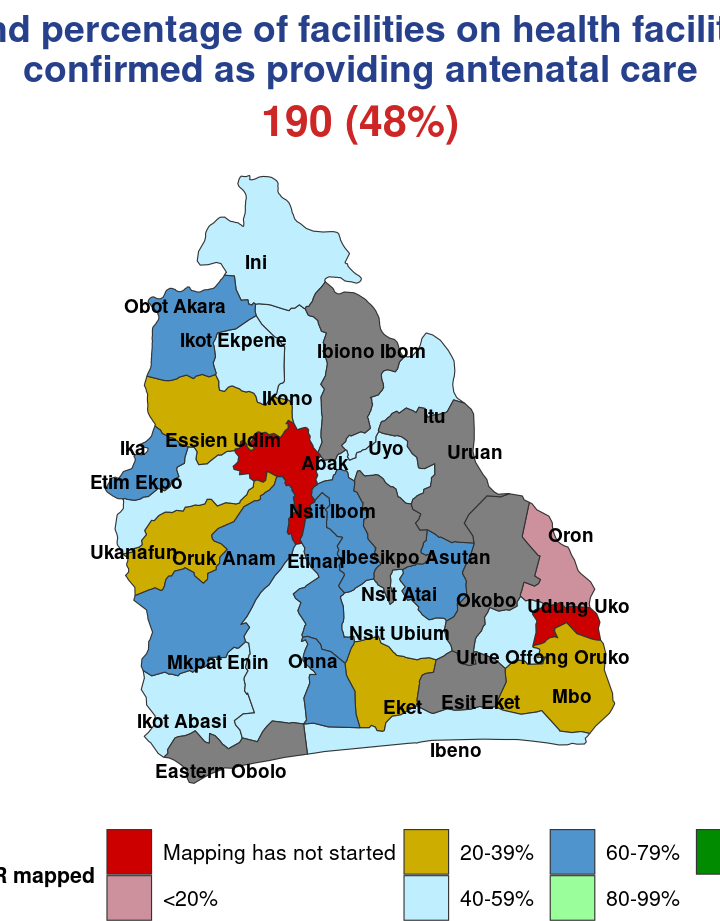 nd percentage of facilities on health facilit
confirmed as providing antenatal care
190 (48%)
Ini
Obot Akara
Ikot Ekpene
Ibiono Ibom
Ikono
Itu
Essien Udim
Ika
Uyo
Uruan
Abak
Etim Ekpo
Nsit Ibom
Oron
Ukanafun
Oruk Anam
Etinan
Ibesikpo Asutan
Nsit Atai
Okobo
Udung Uko
Nsit Ubium
Urue Offong Oruko
Mkpat Enin
Onna
Mbo
Esit Eket
Eket
Ikot Abasi
Ibeno
Eastern Obolo
R mapped
Mapping has not started
20-39%
60-79%
<20%
40-59%
80-99%